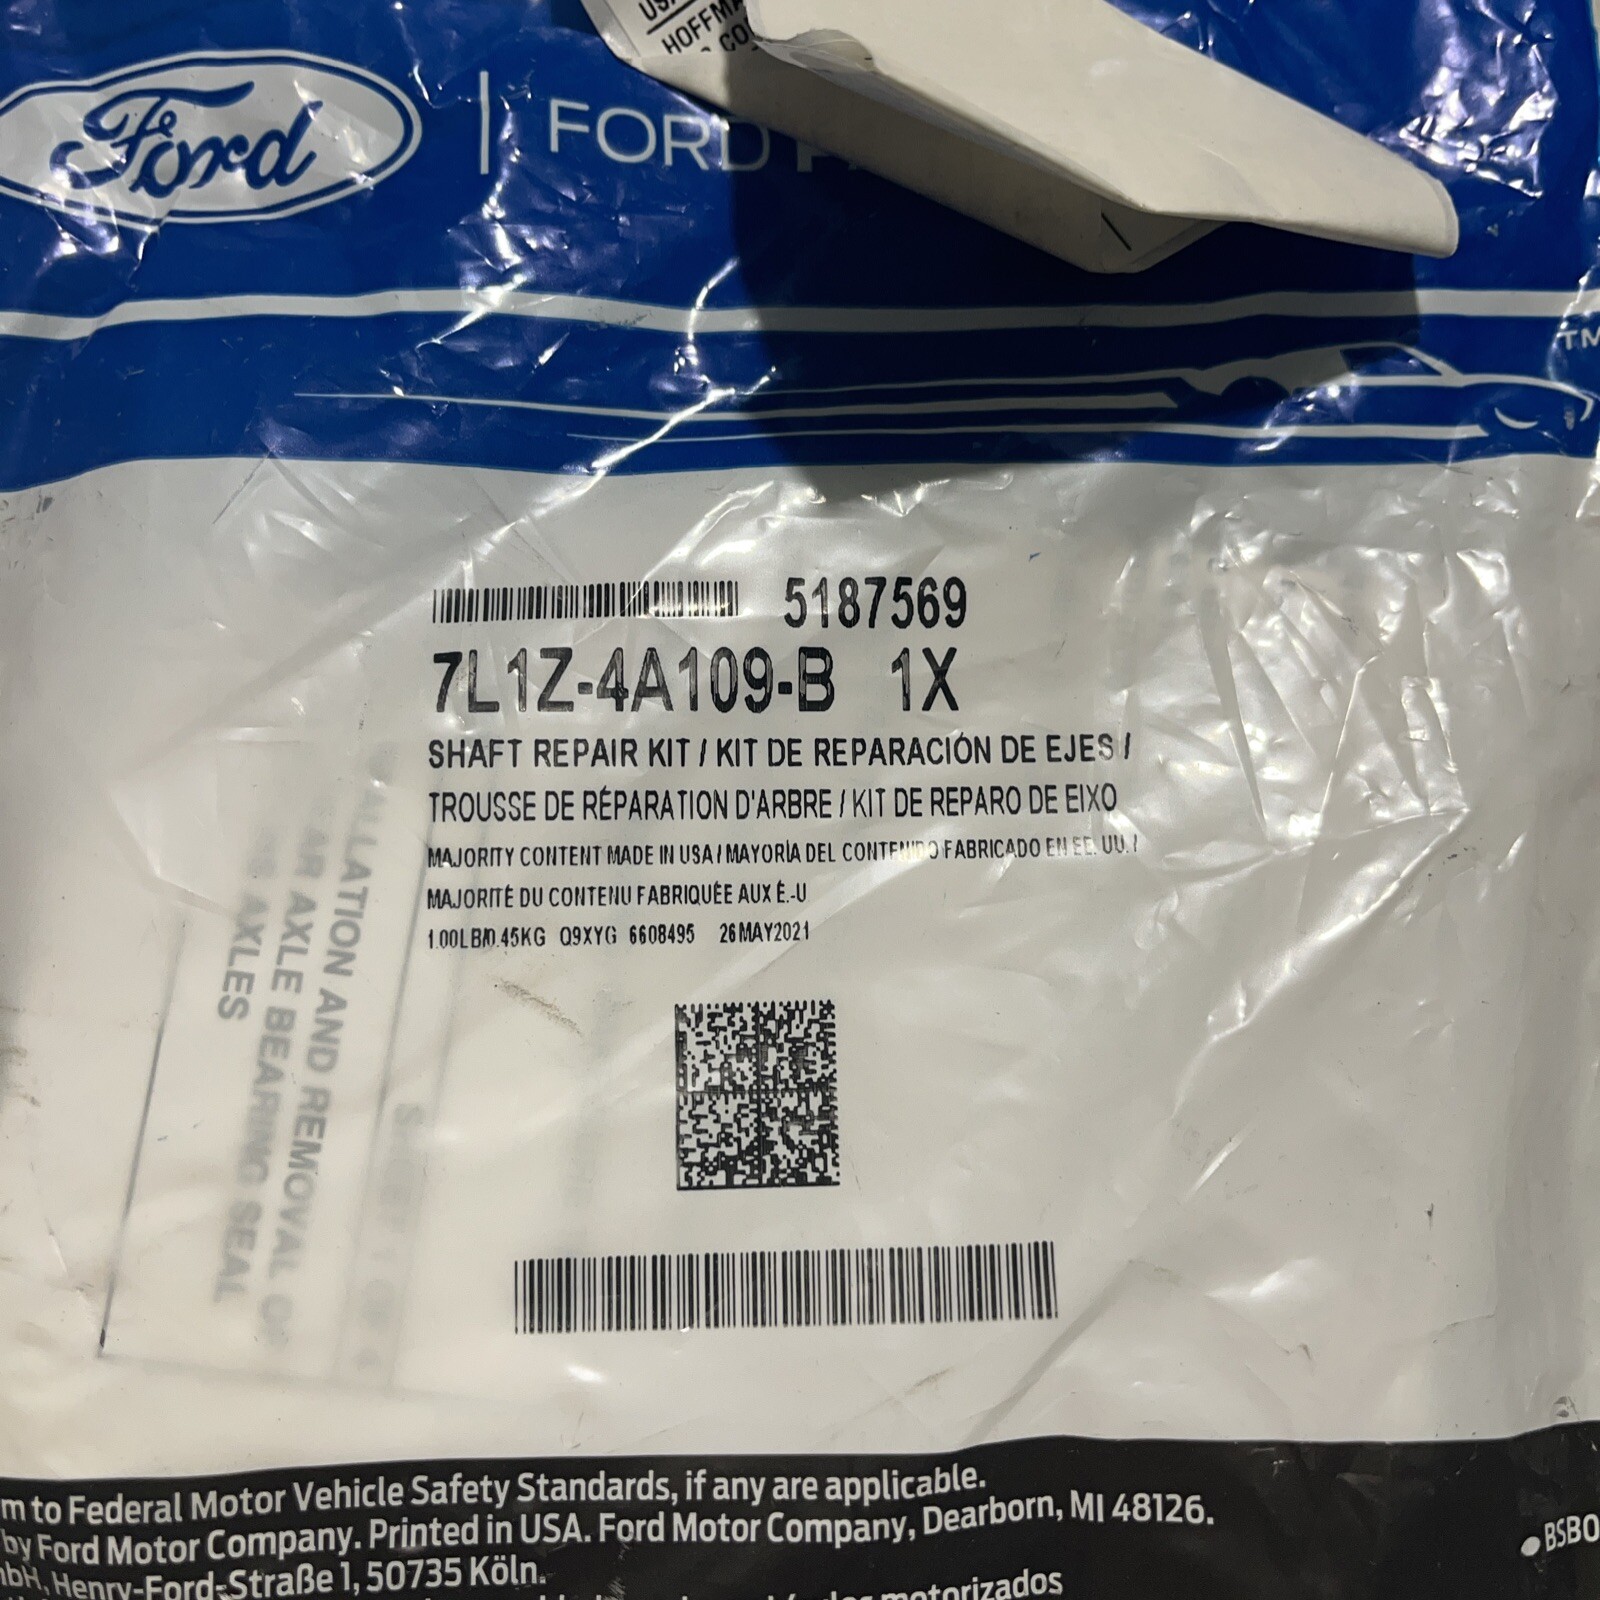 HOFFMA
Ford
FORD
TM
5187569
7L1Z-4A109-B 1X
SHAFT REPAIR KIT / KIT DE REPARACIÓN DE EJES /
TROUSSE DE RÉPARATION D'ARBRE / KIT DE REPARO DE EIXO
MAJORITY CONTENT MADE IN USA / MAYORÍA DEL CONTENIDO FABRICADO EN EE. UU. /
MAJORITÉ DU CONTENU FABRIQUÉE AUX É.-U
1.00LB/0.45KG Q9XYG 6608495 26MAY2021
ALLATION AND REMOVAL OF
AR AXLE BEARING SEAL
AXLES
m to Federal Motor Vehicle Safety Standards, if any are applicable.
by Ford Motor Company. Printed in USA. Ford Motor Company, Dearborn, MI 48126.
bH, Henry-Ford-Straße 1, 50735 Köln.
motorizados
BSBO